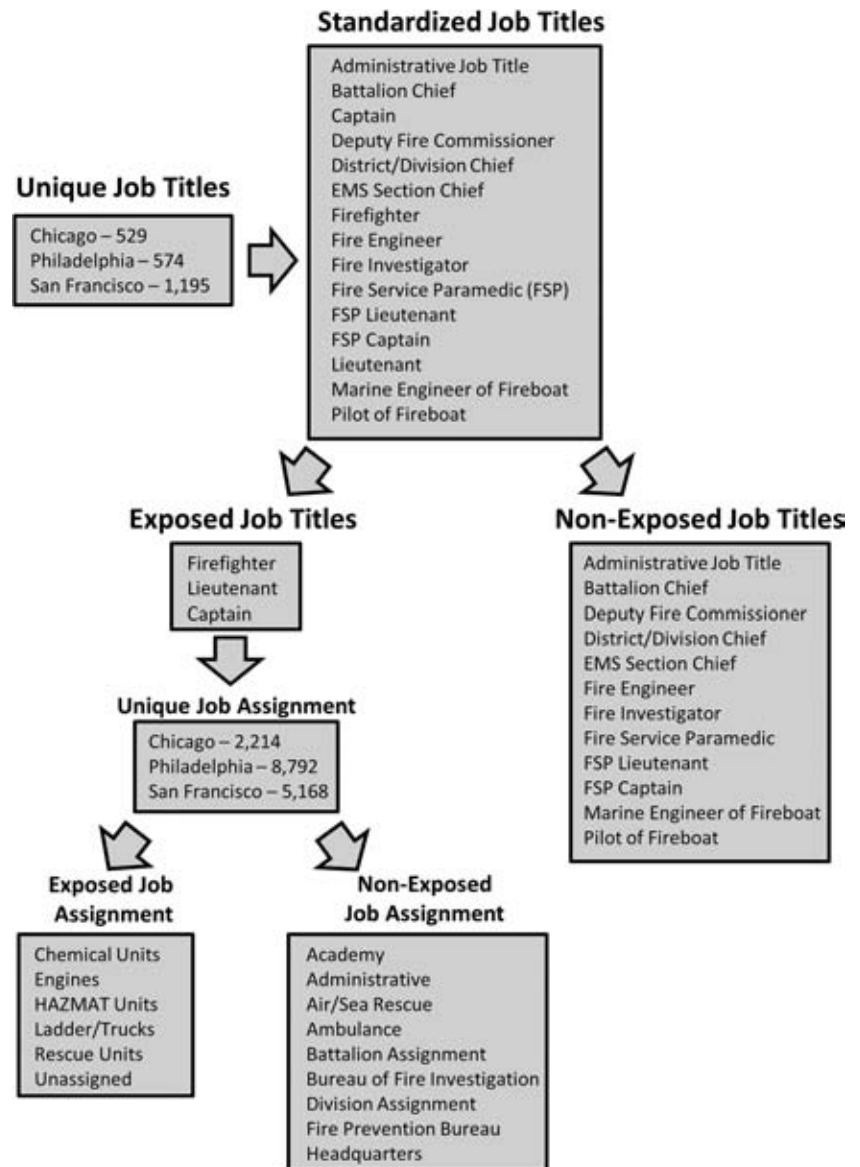 Standardized Job Titles
Administrative Job Title
Battalion Chief
Captain
Deputy Fire Commissioner
District/Division Chief
EMS Section Chief
Firefighter
Fire Engineer
Fire Investigator
Fire Service Paramedic (FSP)
FSP Lieutenant
FSP Captain
Lieutenant
Marine Engineer of Fireboat
Pilot of Fireboat
Unique Job Titles
Chicago – 529
Philadelphia – 574
San Francisco – 1,195
Exposed Job Titles
Firefighter
Lieutenant
Captain
Non-Exposed Job Titles
Administrative Job Title
Battalion Chief
Deputy Fire Commissioner
District/Division Chief
EMS Section Chief
Fire Engineer
Fire Investigator
Fire Service Paramedic
FSP Lieutenant
FSP Captain
Marine Engineer of Fireboat
Pilot of Fireboat
Unique Job Assignment
Chicago – 2,214
Philadelphia – 8,792
San Francisco – 5,168
Exposed Job
Assignment
Chemical Units
Engines
HAZMAT Units
Ladder/Trucks
Rescue Units
Unassigned
Non-Exposed
Job Assignment
Academy
Administrative
Air/Sea Rescue
Ambulance
Battalion Assignment
Bureau of Fire Investigation
Division Assignment
Fire Prevention Bureau
Headquarters